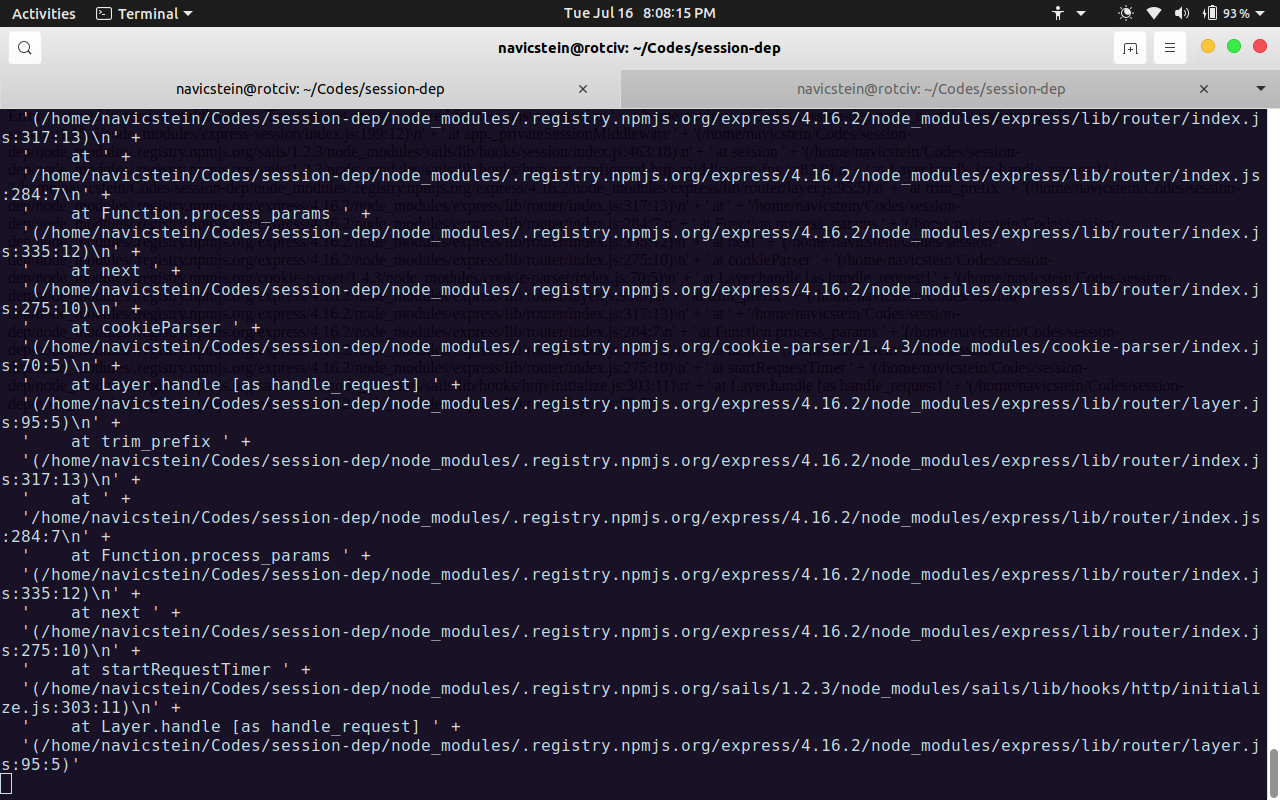 Activities Terminal Tue Jul 16 8:08:15 PM 93 %
navicstein@rotciv: ~/Codes/session-dep
navicstein@rotciv: ~/Codes/session-dep navicstein@rotciv: ~/Codes/session-dep
'(/home/navicstein/Codes/session-dep/node_modules/.registry.npmjs.org/express/4.16.2/node_modules/express/lib/router/index.j
s:317:13)\n' +
'    at ' +
'/home/navicstein/Codes/session-dep/node_modules/.registry.npmjs.org/express/4.16.2/node_modules/express/lib/router/index.js
:284:7\n' +
'    at Function.process_params ' +
'(/home/navicstein/Codes/session-dep/node_modules/.registry.npmjs.org/express/4.16.2/node_modules/express/lib/router/index.j
s:335:12)\n' +
'    at next ' +
'(/home/navicstein/Codes/session-dep/node_modules/.registry.npmjs.org/express/4.16.2/node_modules/express/lib/router/index.j
s:275:10)\n' +
'    at cookieParser ' +
'(/home/navicstein/Codes/session-dep/node_modules/.registry.npmjs.org/cookie-parser/1.4.3/node_modules/cookie-parser/index.j
s:70:5)\n' +
'    at Layer.handle [as handle_request] ' +
'(/home/navicstein/Codes/session-dep/node_modules/.registry.npmjs.org/express/4.16.2/node_modules/express/lib/router/layer.j
s:95:5)\n' +
'    at trim_prefix ' +
'(/home/navicstein/Codes/session-dep/node_modules/.registry.npmjs.org/express/4.16.2/node_modules/express/lib/router/index.j
s:317:13)\n' +
'    at ' +
'/home/navicstein/Codes/session-dep/node_modules/.registry.npmjs.org/express/4.16.2/node_modules/express/lib/router/index.js
:284:7\n' +
'    at Function.process_params ' +
'(/home/navicstein/Codes/session-dep/node_modules/.registry.npmjs.org/express/4.16.2/node_modules/express/lib/router/index.j
s:335:12)\n' +
'    at next ' +
'(/home/navicstein/Codes/session-dep/node_modules/.registry.npmjs.org/express/4.16.2/node_modules/express/lib/router/index.j
s:275:10)\n' +
'    at startRequestTimer ' +
'(/home/navicstein/Codes/session-dep/node_modules/.registry.npmjs.org/sails/1.2.3/node_modules/sails/lib/hooks/http/initiali
ze.js:303:11)\n' +
'    at Layer.handle [as handle_request] ' +
'(/home/navicstein/Codes/session-dep/node_modules/.registry.npmjs.org/express/4.16.2/node_modules/express/lib/router/layer.j
s:95:5)'